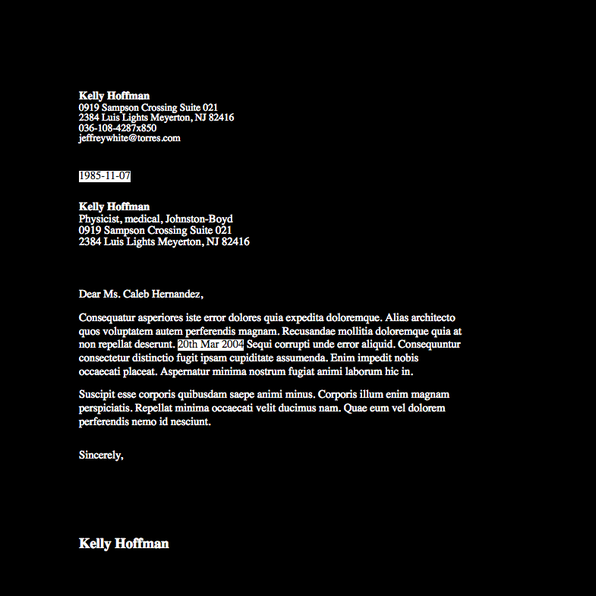 Kelly Hoffman
0919 Sampson Crossing Suite 021
2384 Luis Lights Meyerton, NJ 82416
036-108-4287x850
jeffreywhite@torres.com
1985-11-07
Kelly Hoffman
Physicist, medical, Johnston-Boyd
0919 Sampson Crossing Suite 021
2384 Luis Lights Meyerton, NJ 82416
Dear Ms. Caleb Hernandez,
Consequatur asperiores iste error dolores quia expedita doloremque. Alias architecto
quos voluptatem autem perferendis magnam. Recusandae mollitia doloremque quia at
non repellat deserunt. 20th Mar 2004 Sequi corrupti unde error aliquid. Consequuntur
consectetur distinctio fugit ipsam cupiditate assumenda. Enim impedit nobis
occaecati placeat. Aspernatur minima nostrum fugiat animi laborum hic in.
Suscipit esse corporis quibusdam saepe animi minus. Corporis illum enim magnam
perspiciatis. Repellat minima occaecati velit ducimus nam. Quae eum vel dolorem
perferendis nemo id nesciunt.
Sincerely,
Kelly Hoffman